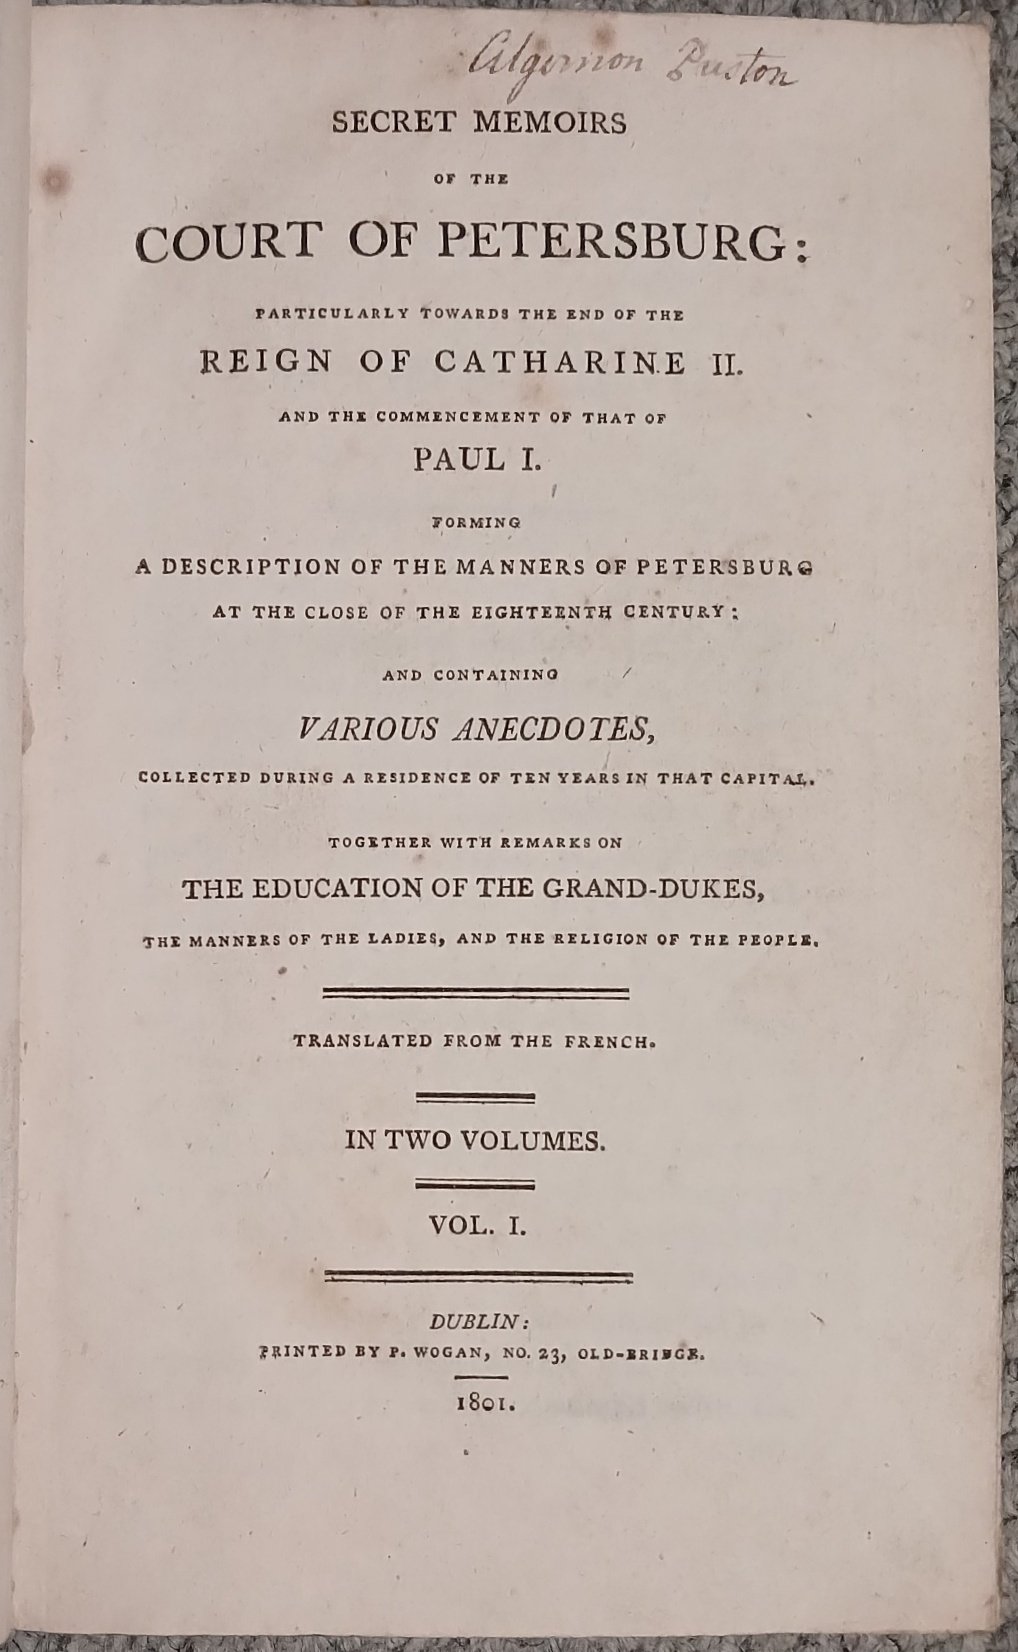 Algernon Preston
SECRET MEMOIRS
OF THE
COURT OF PETERSBURG:
PARTICULARLY TOWARDS THE END OF THE
REIGN OF CATHARINE II.
AND THE COMMENCEMENT OF THAT OF
PAUL I.
FORMING
A DESCRIPTION OF THE MANNERS OF PETERSBURG
AT THE CLOSE OF THE EIGHTEENTH CENTURY:
AND CONTAINING
VARIOUS ANECDOTES,
COLLECTED DURING A RESIDENCE OF TEN YEARS IN THAT CAPITAL.
TOGETHER WITH REMARKS ON
THE EDUCATION OF THE GRAND-DUKES,
THE MANNERS OF THE LADIES, AND THE RELIGION OF THE PEOPLE.
TRANSLATED FROM THE FRENCH.
IN TWO VOLUMES.
VOL. I.
DUBLIN:
PRINTED BY P. WOGAN, NO. 23, OLD-BRIDGE.
1801.